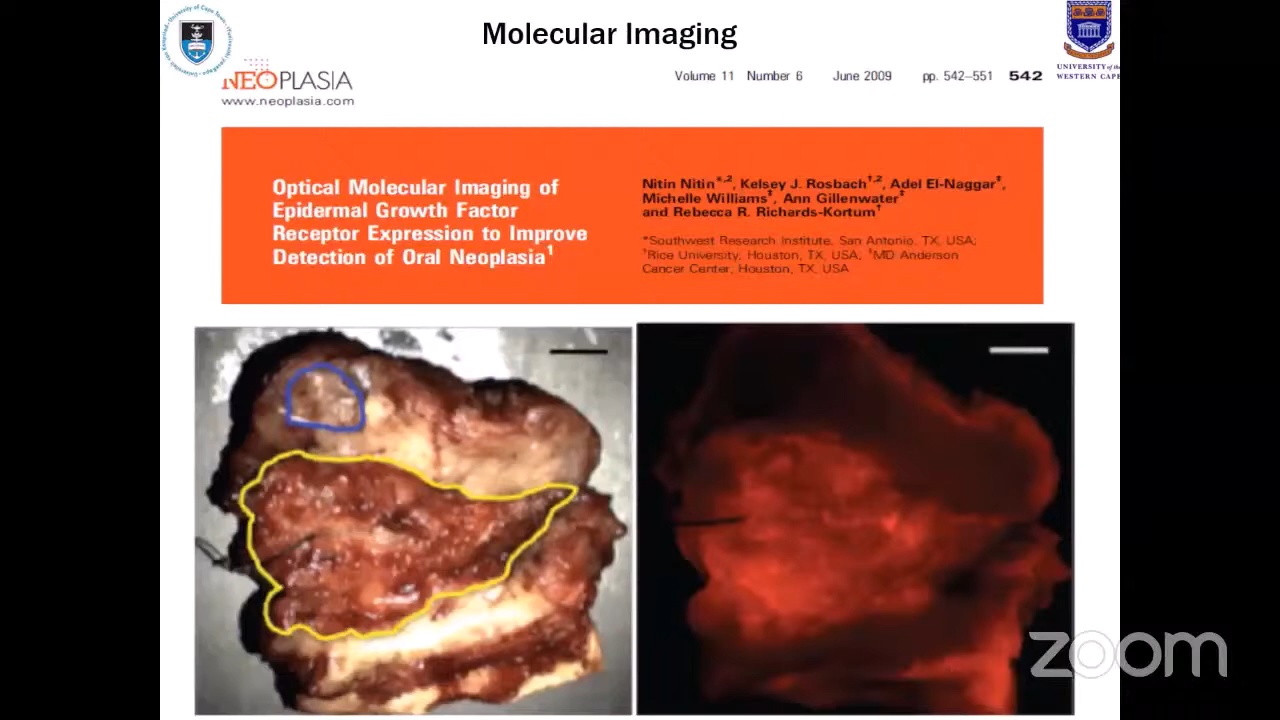 Molecular Imaging
NEOPLASIA
www.neoplasia.com
Volume 11 Number 6 June 2009 pp. 542–551 542
UNIVERSITY of the
WESTERN CAPE
Optical Molecular Imaging of
Epidermal Growth Factor
Receptor Expression to Improve
Detection of Oral Neoplasia¹
Nitin Nitin*,², Kelsey J. Rosbach†,², Adel El-Naggar‡,
Michelle Williams‡, Ann Gillenwater‡
and Rebecca R. Richards-Kortum†
*Southwest Research Institute, San Antonio, TX, USA;
†Rice University, Houston, TX, USA; ‡MD Anderson
Cancer Center, Houston, TX, USA
zoom